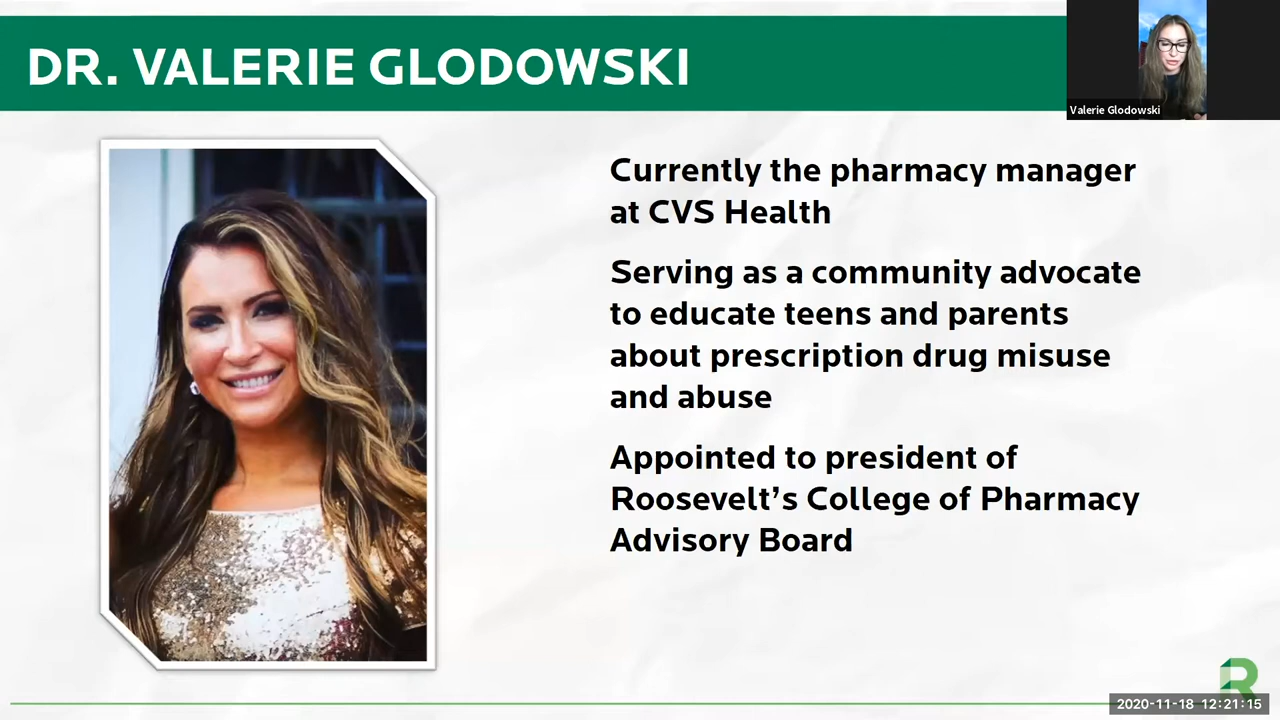 DR. VALERIE GLODOWSKI
Valerie Glodowski
Currently the pharmacy manager
at CVS Health
Serving as a community advocate
to educate teens and parents
about prescription drug misuse
and abuse
Appointed to president of
Roosevelt's College of Pharmacy
Advisory Board
R
2020-11-18 12:21:15